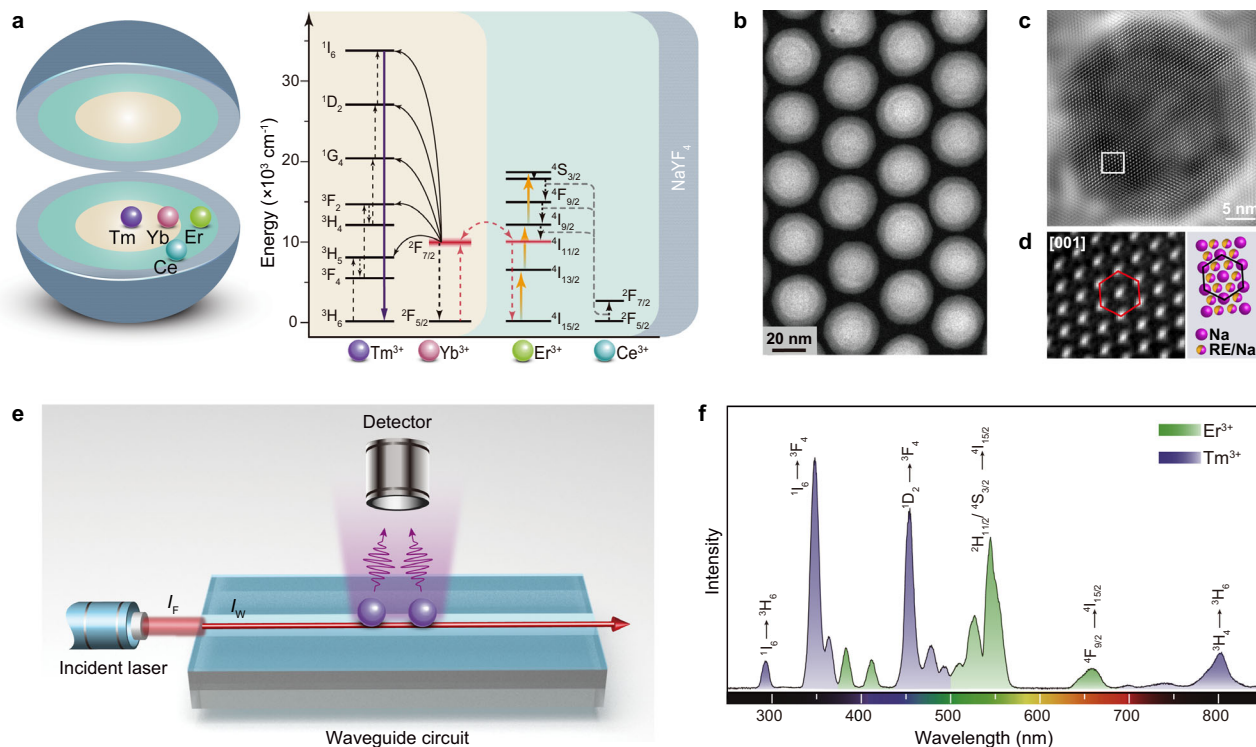 a
Tm
Yb
Er
Ce
Energy (×10³ cm⁻¹)
30
20
10
0
¹I₆
¹D₂
¹G₄
³F₂
³H₄
³H₅
³F₄
³H₆
²F₇/₂
²F₅/₂
⁴S₃/₂
⁴F₉/₂
⁴I₉/₂
⁴I₁₁/₂
⁴I₁₃/₂
⁴I₁₅/₂
²F₇/₂
²F₅/₂
NaYF₄
Tm³⁺
Yb³⁺
Er³⁺
Ce³⁺
b
20 nm
c
5 nm
d
[001]
Na
RE/Na
e
Detector
I_F
I_W
Incident laser
Waveguide circuit
f
Er³⁺
Tm³⁺
Intensity
¹I₆ → ³H₆
¹I₆ → ³F₄
¹D₂ → ³F₄
²H₁₁/₂/ ⁴S₃/₂ → ⁴I₁₅/₂
⁴F₉/₂ → ⁴I₁₅/₂
³H₄ → ³H₆
300 400 500 600 700 800
Wavelength (nm)